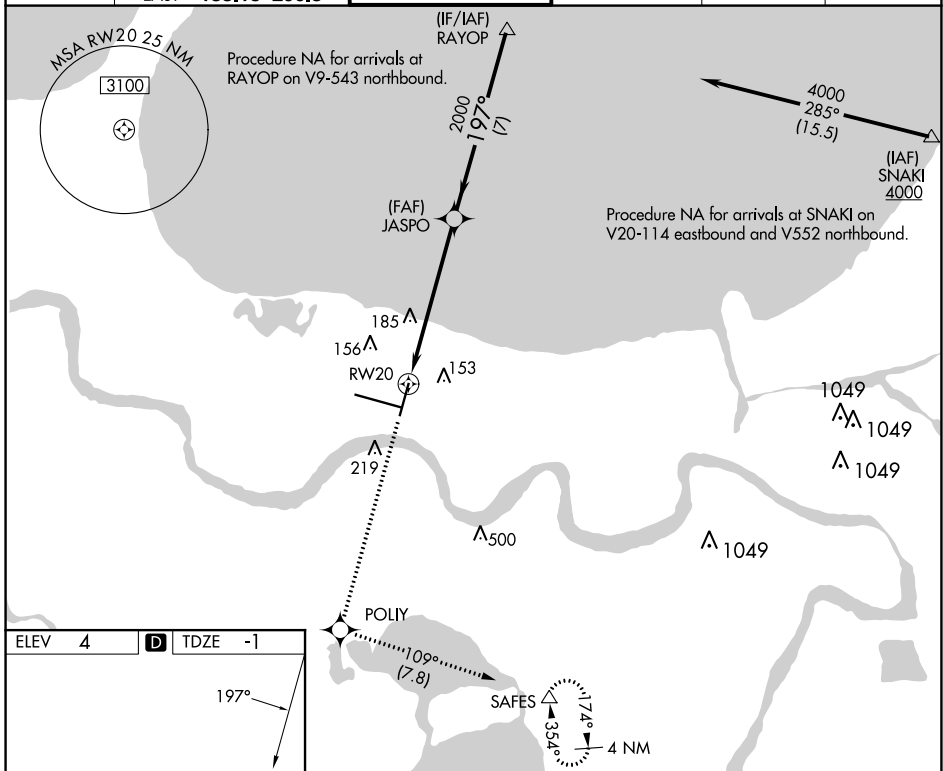 MSA RW20 25 NM
3100
Procedure NA for arrivals at
RAYOP on V9-543 northbound.
(IF/IAF)
RAYOP
2000
197°
(7)
4000
285°
(15.5)
(IAF)
SNAKI
4000
(FAF)
JASPO
Procedure NA for arrivals at SNAKI on
V20-114 eastbound and V552 northbound.
185
156
RW20
153
1049
1049
1049
219
500
1049
POLIY
109°
(7.8)
SAFES
174°
354°
4 NM
ELEV 4 D TDZE -1
197°